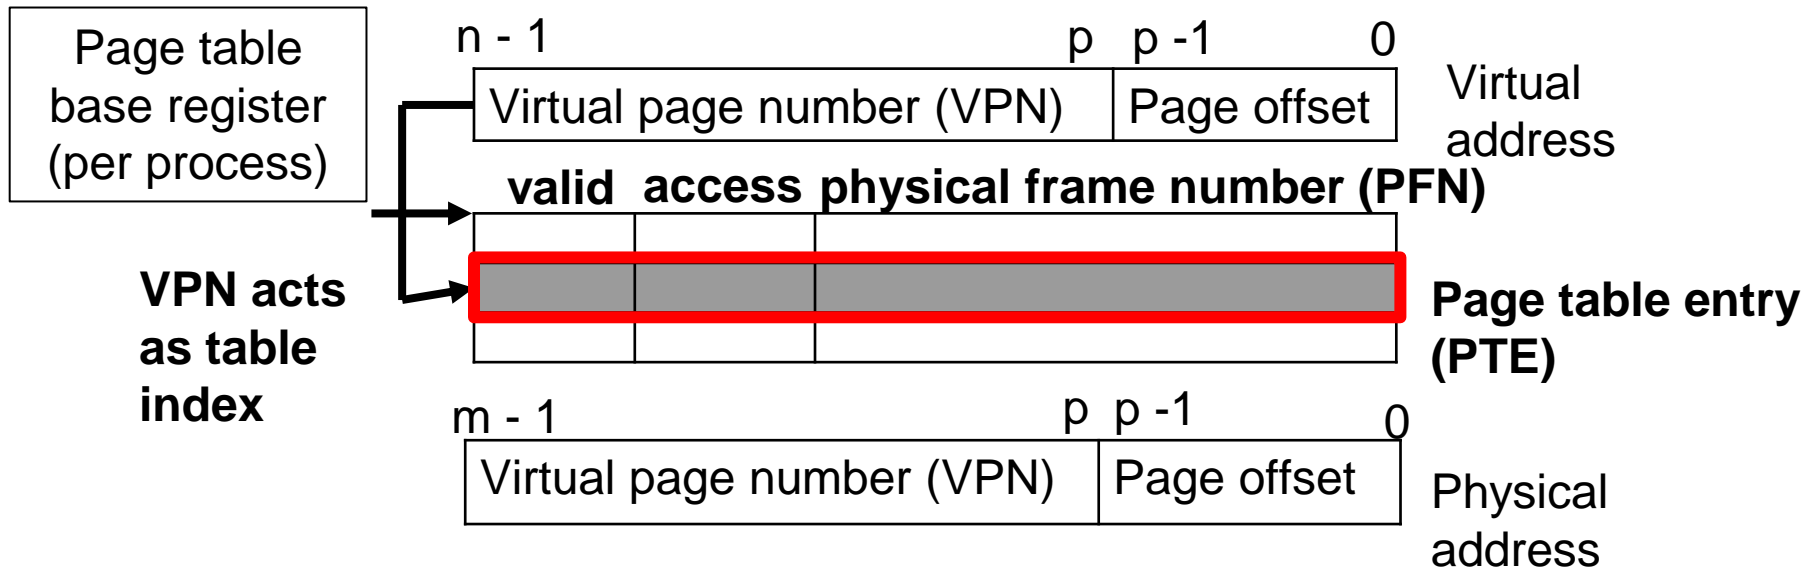 Page table
base register
(per process)
n - 1
p
p -1
0
Virtual page number (VPN)
Page offset
Virtual
address
valid
access
physical frame number (PFN)
VPN acts
as table
index
Page table entry
(PTE)
m - 1
p
p -1
0
Virtual page number (VPN)
Page offset
Physical
address